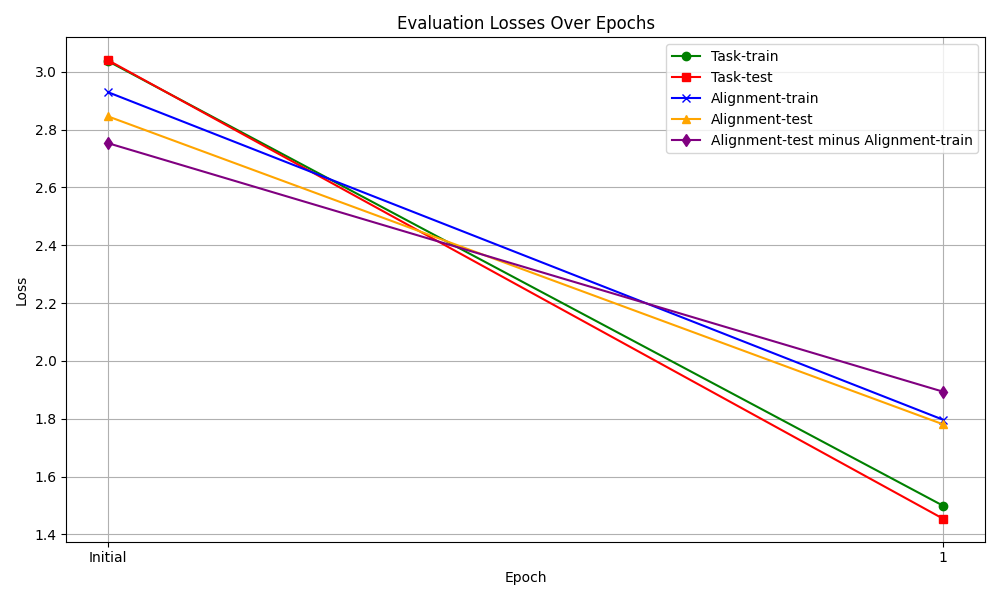 Evaluation Losses Over Epochs
Task-train
Task-test
Alignment-train
Alignment-test
Alignment-test minus Alignment-train
Loss
3.0
2.8
2.6
2.4
2.2
2.0
1.8
1.6
1.4
Initial
1
Epoch